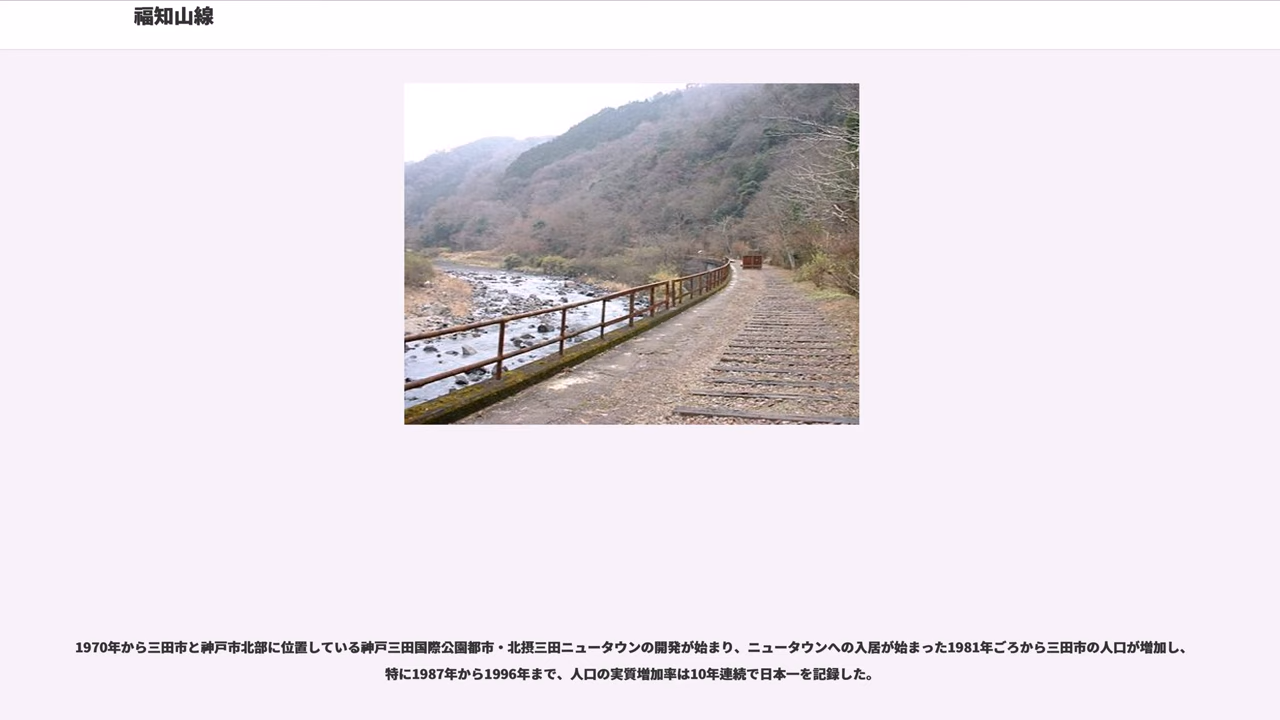 福知山線
1970年から三田市と神戸市北部に位置している神戸三田国際公園都市・北摂三田ニュータウンの開発が始まり、ニュータウンへの入居が始まった1981年ごろから三田市の人口が増加し、
特に1987年から1996年まで、人口の実質増加率は10年連続で日本一を記録した。